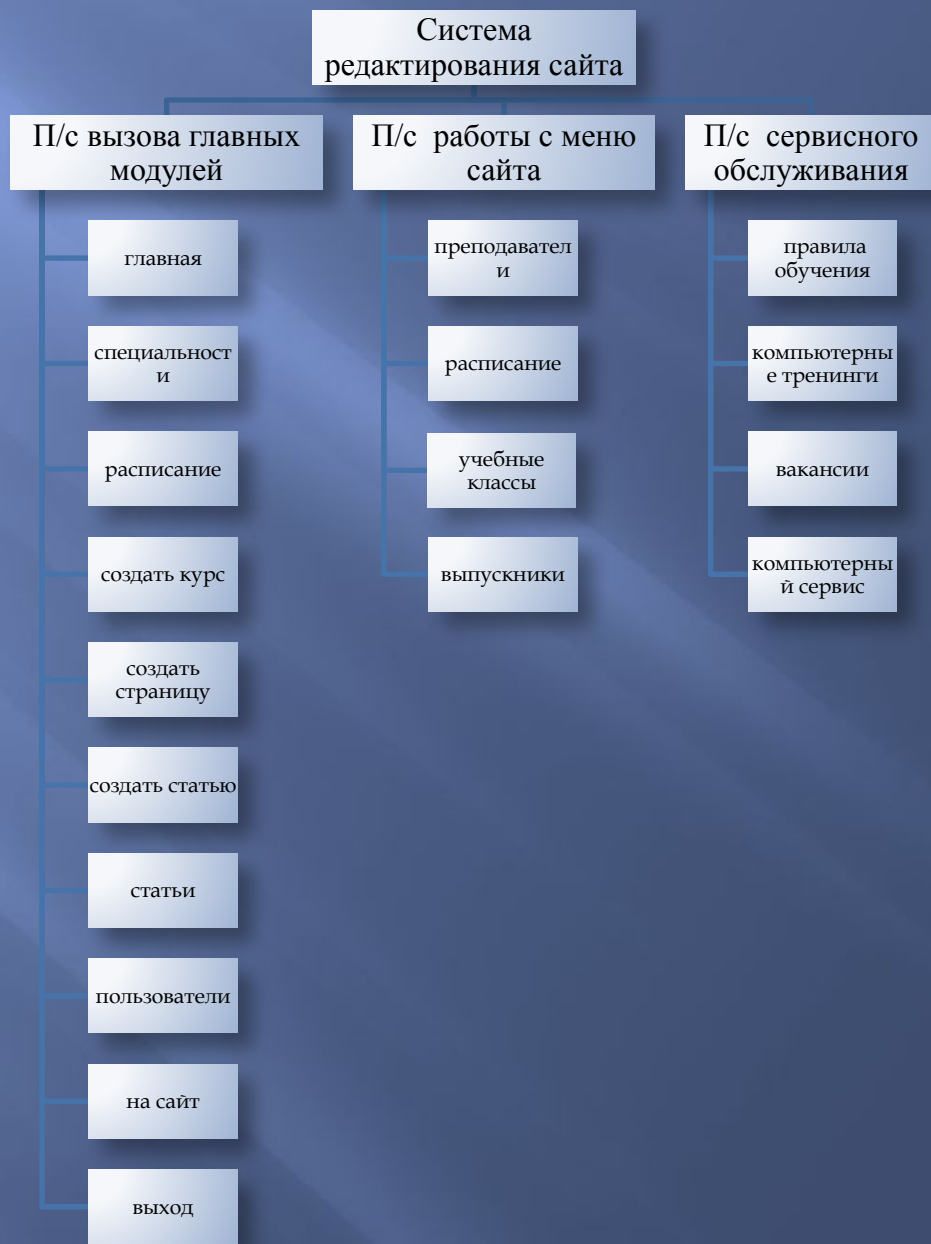 Система
редактирования сайта
П/с вызова главных
модулей
главная
специальност
и
расписание
создать курс
создать
страницу
создать статью
статьи
пользователи
на сайт
выход
П/с работы с меню
сайта
преподавател
и
расписание
учебные
классы
выпускники
П/с сервисного
обслуживания
правила
обучения
компьютерны
е тренинги
вакансии
компьютерны
й сервис